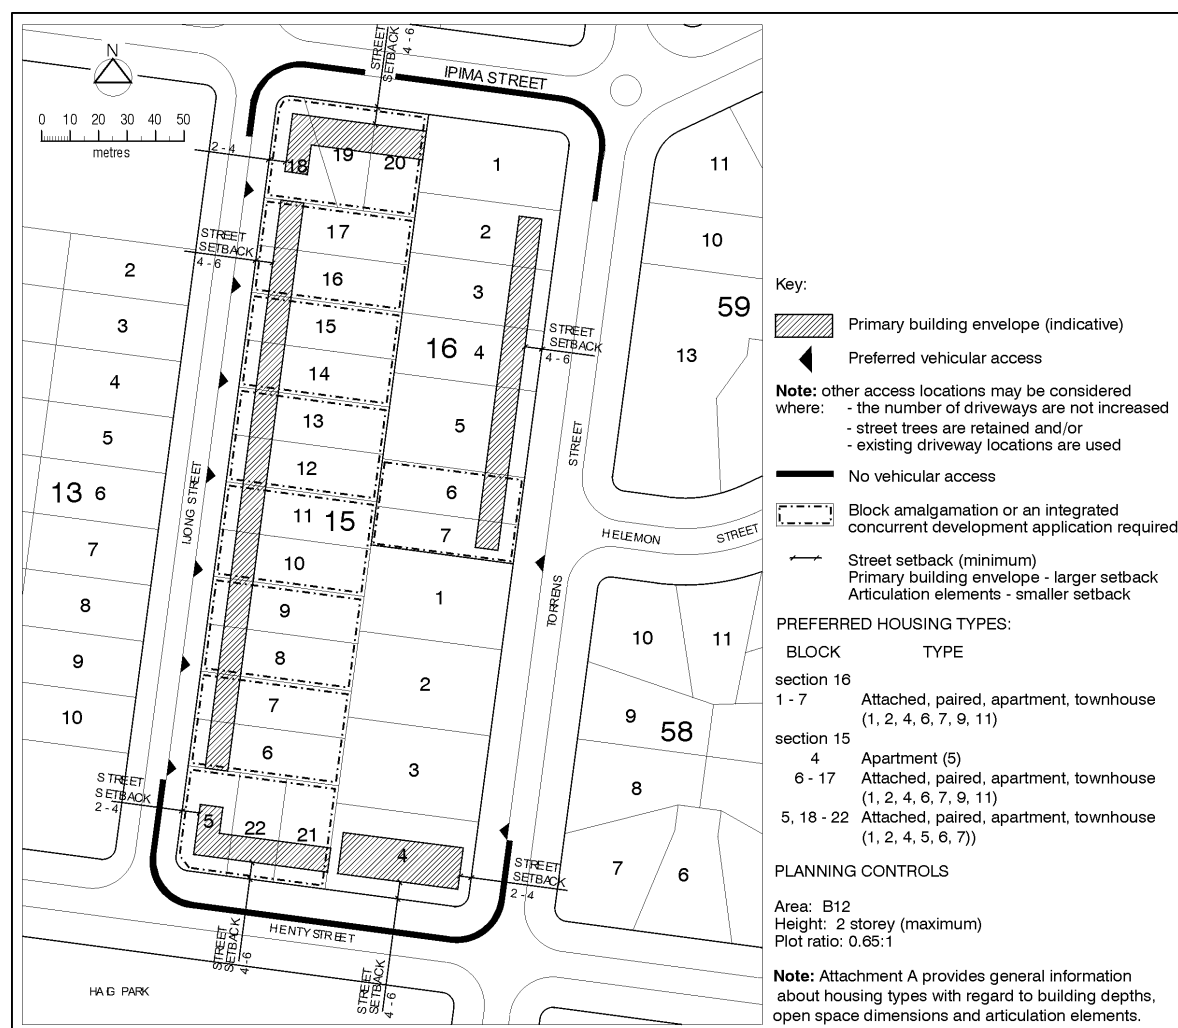 STREET
SETBACK
4 - 6
IPIMA STREET
N
0 10 20 30 40 50
metres
2 - 4
18
19
20
1
11
17
2
10
STREET
SETBACK
4 - 6
2
16
3
59
3
15
16
4
STREET
SETBACK
4 - 6
13
4
14
5
13
5
STREET
12
6
13
6
11
15
7
IJONG STREET
HELEMON
STREET
7
10
1
TORRENS
8
9
10
11
9
8
2
10
7
9
58
6
3
8
STREET
SETBACK
2 - 4
5
22
21
4
7
6
STREET
SETBACK
2 - 4
HENTY STREET
STREET
SETBACK
4 - 6
STREET
SETBACK
4 - 6
HAIG PARK
Key:
Primary building envelope (indicative)
Preferred vehicular access
Note: other access locations may be considered
where: - the number of driveways are not increased
- street trees are retained and/or
- existing driveway locations are used
No vehicular access
Block amalgamation or an integrated
concurrent development application required
Street setback (minimum)
Primary building envelope - larger setback
Articulation elements - smaller setback
PREFERRED HOUSING TYPES:
BLOCK TYPE
section 16
1 - 7 Attached, paired, apartment, townhouse
(1, 2, 4, 6, 7, 9, 11)
section 15
4 Apartment (5)
6 - 17 Attached, paired, apartment, townhouse
(1, 2, 4, 6, 7, 9, 11)
5, 18 - 22 Attached, paired, apartment, townhouse
(1, 2, 4, 5, 6, 7))
PLANNING CONTROLS
Area: B12
Height: 2 storey (maximum)
Plot ratio: 0.65:1
Note: Attachment A provides general information
about housing types with regard to building depths,
open space dimensions and articulation elements.